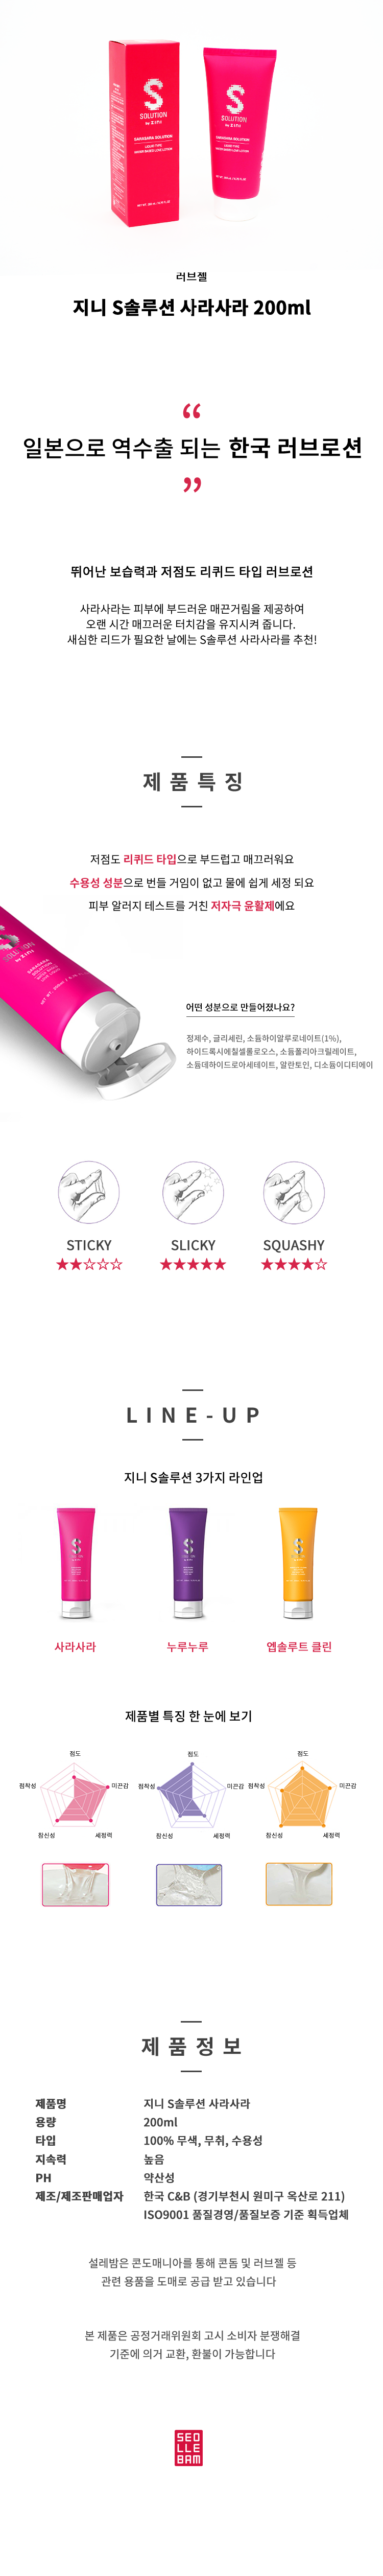 S
SOLUTION
by ZINI
SARASARA SOLUTION
LIQUID TYPE
WATER BASED LOVE LOTION
S
SOLUTION
by ZINI
SARASARA SOLUTION
LIQUID TYPE
WATER BASED LOVE LOTION
러브젤
지니 S솔루션 사라사라 200ml
“
일본으로 역수출 되는 한국 러브로션
”
뛰어난 보습력과 저점도 리퀴드 타입 러브로션
사라사라는 피부에 부드러운 매끈거림을 제공하여
오랜 시간 매끄러운 터치감을 유지시켜 줍니다.
새심한 리드가 필요한 날에는 S솔루션 사라사라를 추천!
제품특징
저점도 리퀴드 타입으로 부드럽고 매끄러워요
수용성 성분으로 번들 거임이 없고 물에 쉽게 세정 되요
피부 알러지 테스트를 거친 저자극 윤활제에요
SOLUTION
by ZINI
SARASARA
SOLUTION
어떤 성분으로 만들어졌나요?
정제수, 글리세린, 소듐하이알루로네이트(1%),
하이드록시에칠셀룰로오스, 소듐폴리아크릴레이트,
소듐데하이드로아세테이트, 알란토인, 디소듐이디티에이
STICKY SLICKY SQUASHY
★★☆☆☆ ★★★★★ ★★★★☆
LINE-UP
지니 S솔루션 3가지 라인업
S S S
사라사라 누루누루 엡솔루트 클린
제품별 특징 한 눈에 보기
점도 점도 점도
점착성 미끈감 점착성 미끈감 점착성 미끈감
참신성 세정력 참신성 세정력 참신성 세정력
제품정보
제품명 지니 S솔루션 사라사라
용량 200ml
타입 100% 무색, 무취, 수용성
지속력 높음
PH 약산성
제조/제조판매업자 한국 C&B (경기부천시 원미구 옥산로 211)
ISO9001 품질경영/품질보증 기준 획득업체
설레밤은 콘도매니아를 통해 콘돔 및 러브젤 등
관련 용품을 도매로 공급 받고 있습니다
본 제품은 공정거래위원회 고시 소비자 분쟁해결
기준에 의거 교환, 환불이 가능합니다
SEO
LLE
BAM